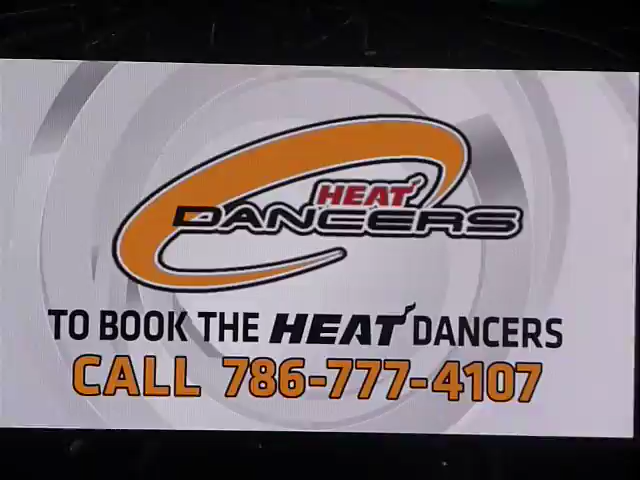 HEAT
DANCERS
TO BOOK THE HEAT DANCERS
CALL 786-777-4107